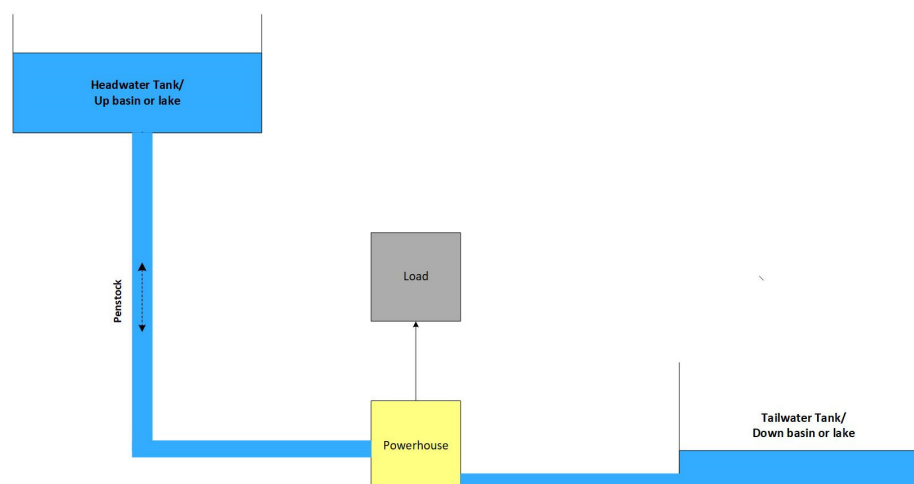 Headwater Tank/
Up basin or lake
Load
Penstock
Powerhouse
Tailwater Tank/
Down basin or lake